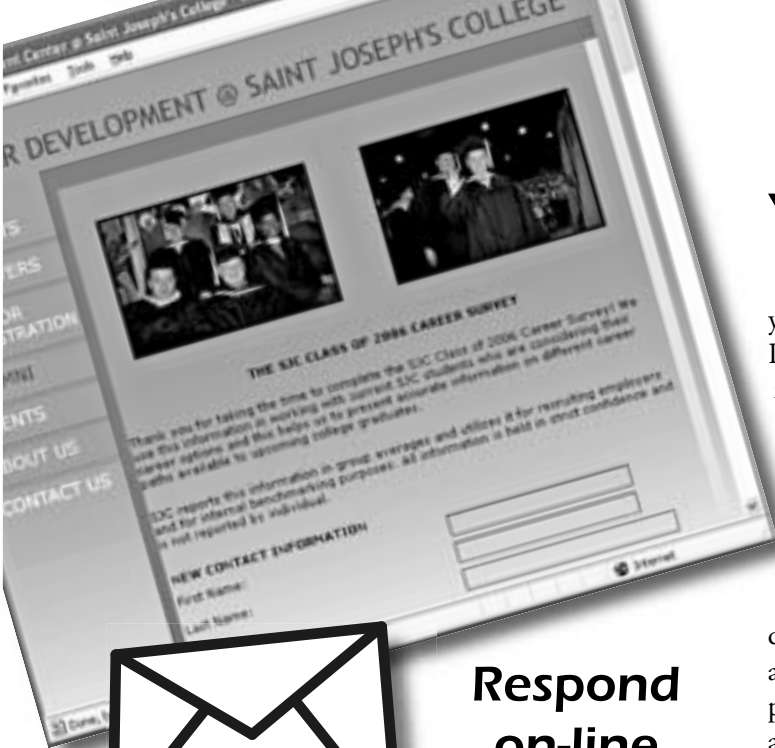 Center @ Saint Joseph's College
Favorites Tools Help
R DEVELOPMENT @ SAINT JOSEPH'S COLLEGE
TS
TERS
OR
STRATION
MNI
ENTS
BOUT US
CONTACT US
THE SJC CLASS OF 2006 CAREER SURVEY
Thank you for taking the time to complete the SJC Class of 2006 Career Survey! We
use this information in working with current SJC students who are considering their
career options and this helps us to present accurate information on different career
paths available to upcoming college graduates.
SJC reports this information in group averages and utilizes it for recruiting employers
and for internal benchmarking purposes. All information is held in strict confidence and
is not reported by individual.
NEW CONTACT INFORMATION
First Name:
Last Name:
Internet
Done,
Respond
on-line